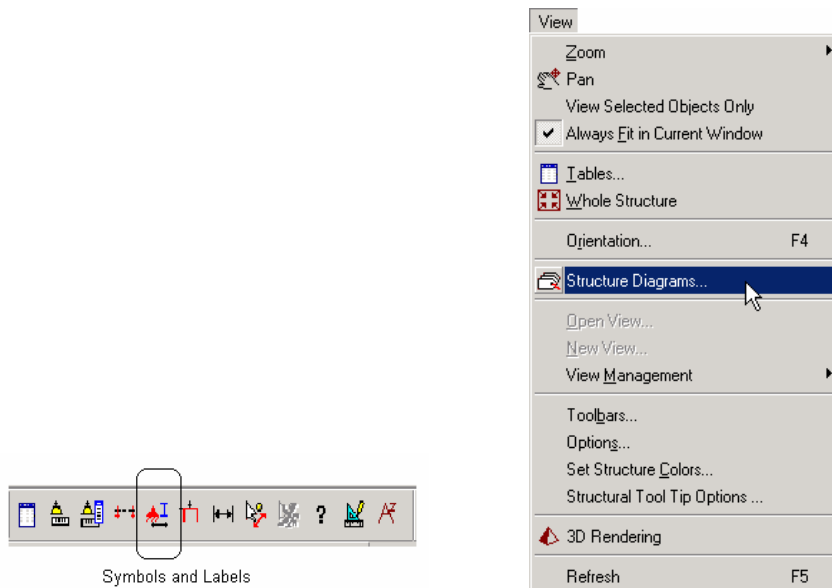 View
Zoom
Pan
View Selected Objects Only
Always Fit in Current Window
Tables...
Whole Structure
Orientation... F4
Structure Diagrams...
Open View...
New View...
View Management
Toolbars...
Options...
Set Structure Colors...
Structural Tool Tip Options ...
3D Rendering
Refresh F5
?
Symbols and Labels